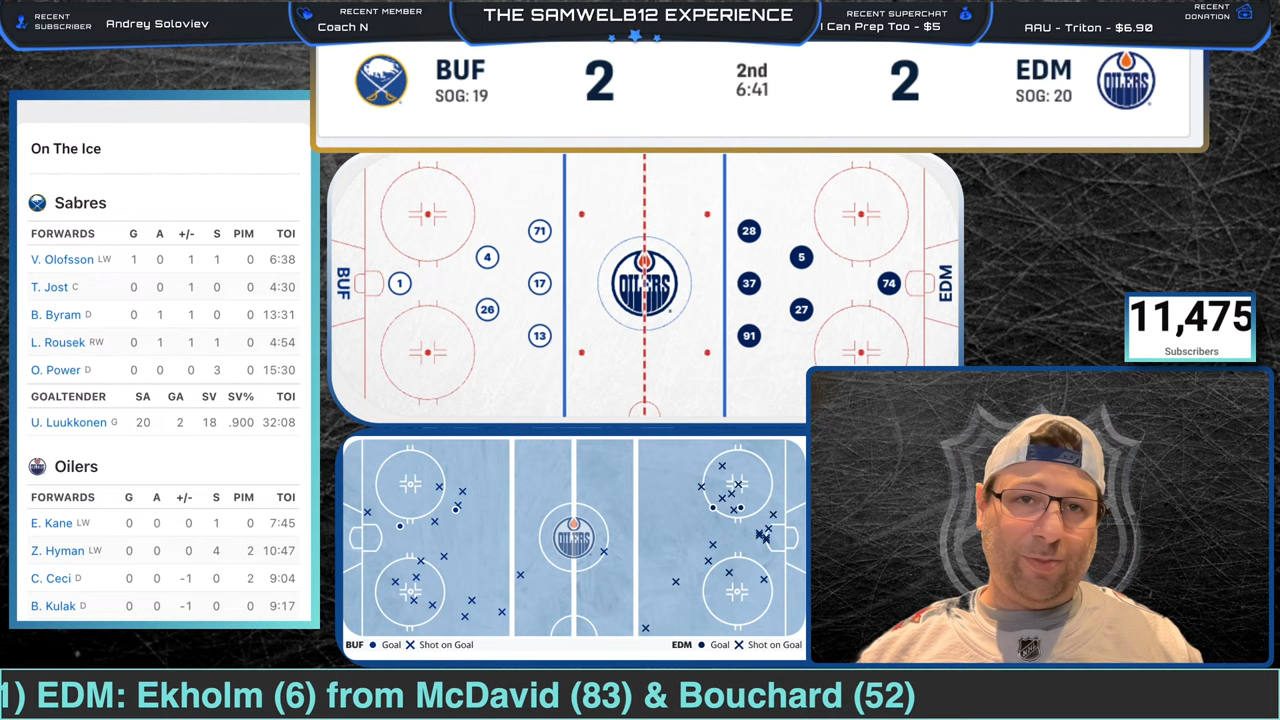 RECENT SUBSCRIBER
Andrey Soloviev
RECENT MEMBER
Coach N
THE SAMWELB12 EXPERIENCE
RECENT SUPERCHAT
I Can Prep Too - $5
RECENT DONATION
AAU - Triton - $6.90
BUF
SOG: 19
2
2nd
6:41
2
EDM
SOG: 20
OILERS
On The Ice
Sabres
FORWARDS G A +/- S PIM TOI
V. Olofsson LW 1 0 1 1 0 6:38
T. Jost C 0 0 1 0 0 4:30
B. Byram D 0 1 1 0 0 13:31
L. Rousek RW 0 1 1 1 0 4:54
O. Power D 0 0 0 3 0 15:30
GOALTENDER SA GA SV SV% TOI
U. Luukkonen G 20 2 18 .900 32:08
Oilers
FORWARDS G A +/- S PIM TOI
E. Kane LW 0 0 0 1 0 7:45
Z. Hyman LW 0 0 0 4 2 10:47
C. Ceci D 0 0 -1 0 2 9:04
B. Kulak D 0 0 -1 0 0 9:17
BUF
71
4
1
17
26
13
OILERS
28
5
37
74
27
91
EDM
11,475
Subscribers
OILERS
BUF Goal Shot on Goal
EDM Goal Shot on Goal
NHL
1) EDM: Ekholm (6) from McDavid (83) & Bouchard (52)